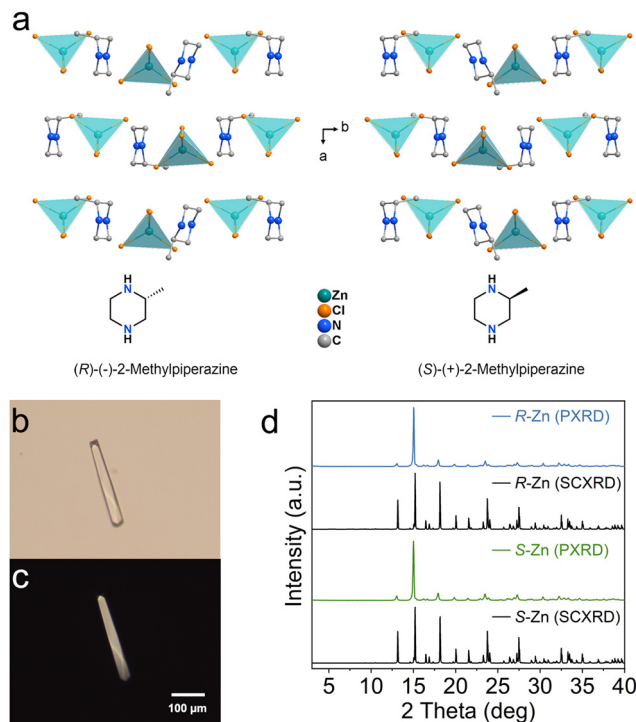 a
b
a
H
N
N
H
Zn
Cl
N
C
H
N
N
H
(R)-(-)-2-Methylpiperazine
(S)-(+)-2-Methylpiperazine
b
c
100 µm
d
R-Zn (PXRD)
R-Zn (SCXRD)
S-Zn (PXRD)
S-Zn (SCXRD)
Intensity (a.u.)
5 10 15 20 25 30 35 40
2 Theta (deg)